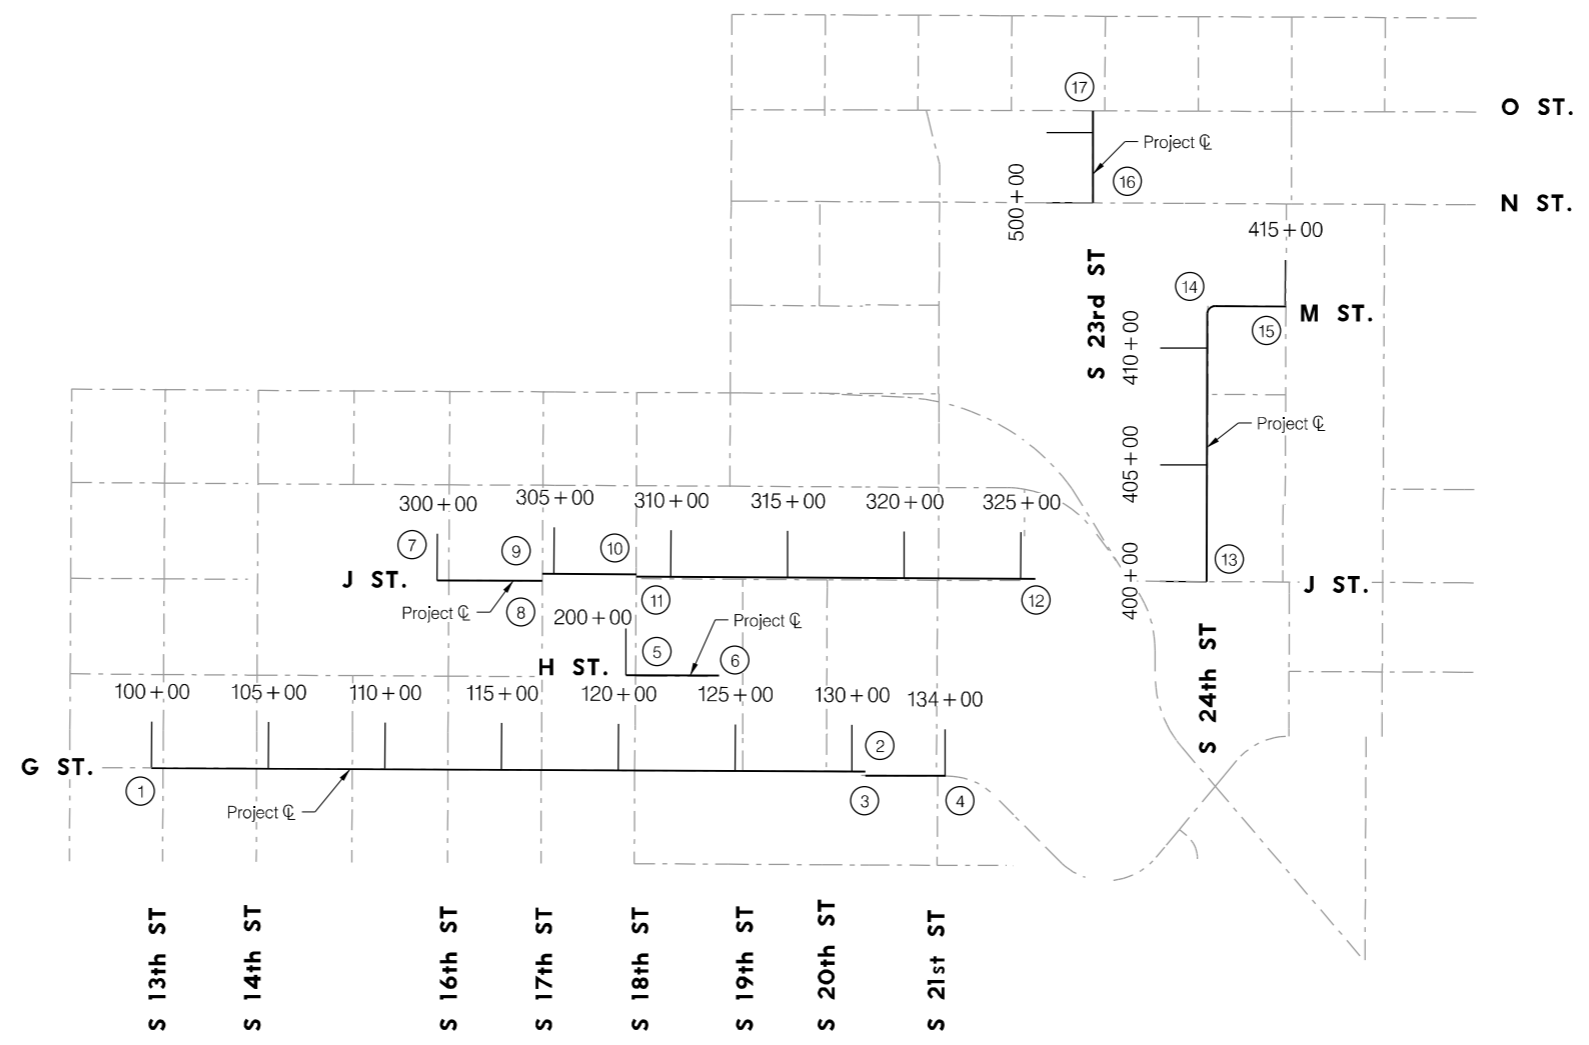 17
O ST.
Project ℄
16
500+00
N ST.
415+00
S 23rd ST
14
M ST.
15
410+00
Project ℄
405+00
300+00
305+00
310+00
315+00
320+00
325+00
7
9
10
13
400+00
J ST.
J ST.
Project ℄
8
200+00
11
12
Project ℄
5
6
H ST.
S 24th ST
100+00
105+00
110+00
115+00
120+00
125+00
130+00
134+00
2
G ST.
1
Project ℄
3
4
S 13th ST
S 14th ST
S 16th ST
S 17th ST
S 18th ST
S 19th ST
S 20th ST
S 21st ST